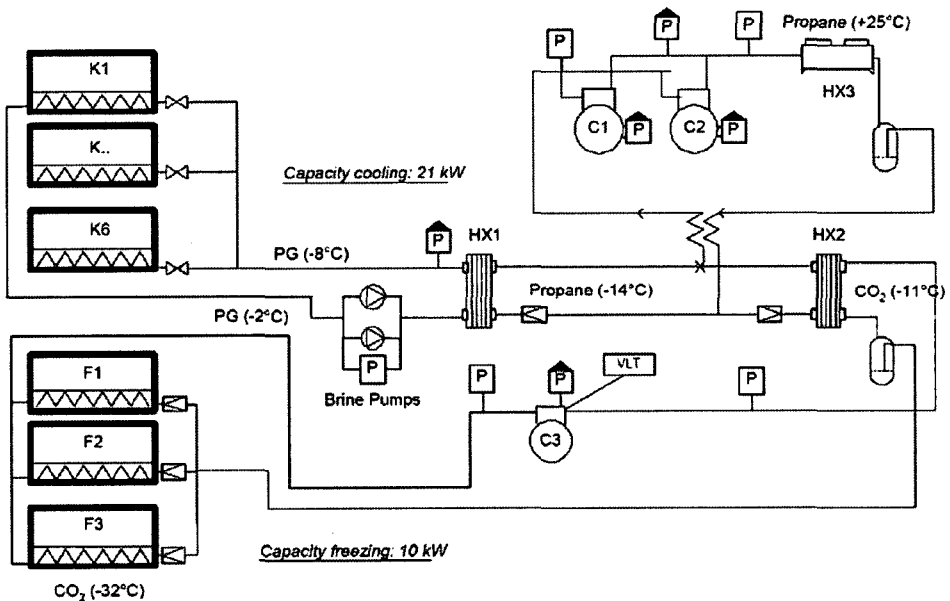 P
P
P
Propane (+25°C)
K1
HX3
C1
P
C2
P
K..
Capacity cooling: 21 kW
K6
P
HX1
HX2
PG (-8°C)
Propane (-14°C)
CO2 (-11°C)
PG (-2°C)
P
Brine Pumps
F1
P
P
VLT
P
C3
F2
F3
Capacity freezing: 10 kW
CO2 (-32°C)